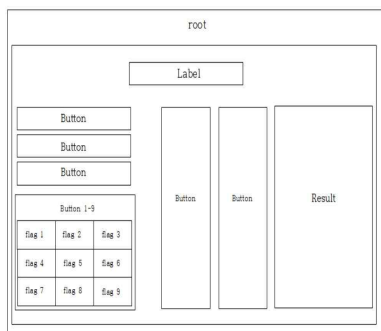 root
Label
Button
Button
Button
Button 1-9
flag 1 flag 2 flag 3
flag 4 flag 5 flag 6
flag 7 flag 8 flag 9
Button
Button
Result